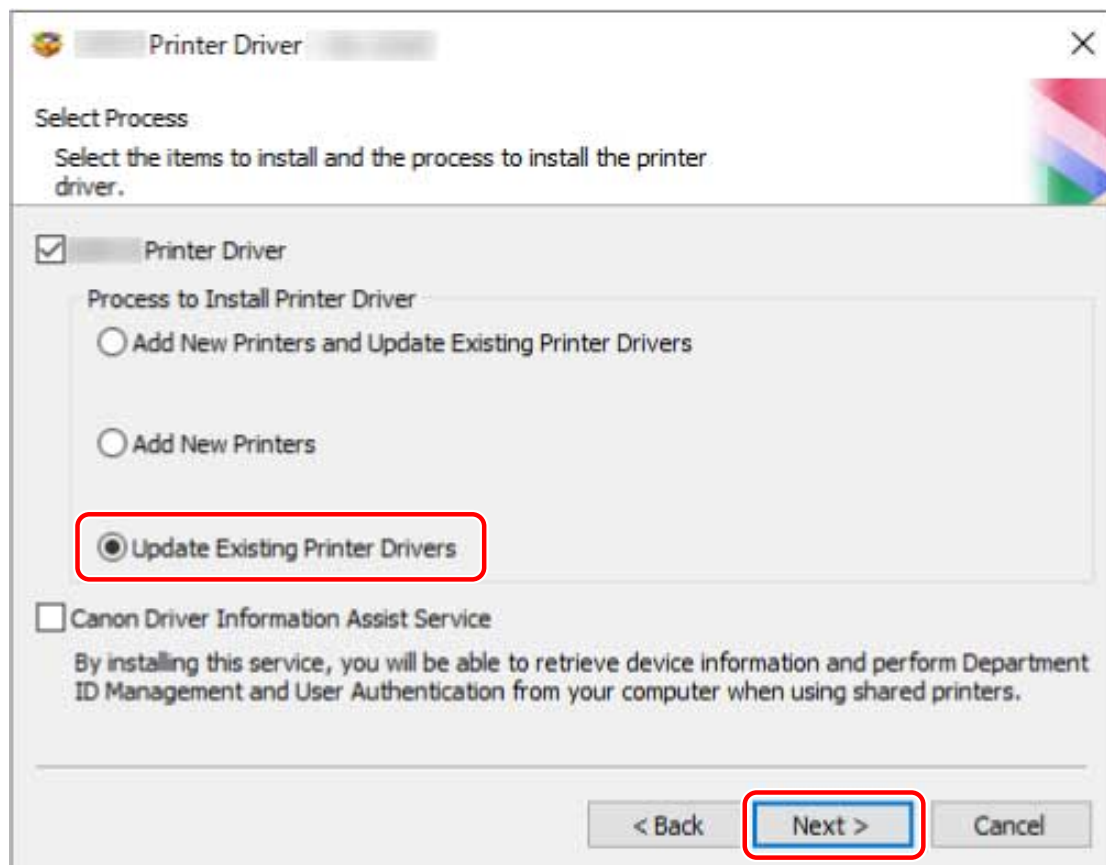 Printer Driver
Select Process
Select the items to install and the process to install the printer
driver.
Printer Driver
Process to Install Printer Driver
Add New Printers and Update Existing Printer Drivers
Add New Printers
Update Existing Printer Drivers
Canon Driver Information Assist Service
By installing this service, you will be able to retrieve device information and perform Department
ID Management and User Authentication from your computer when using shared printers.
< Back
Next >
Cancel